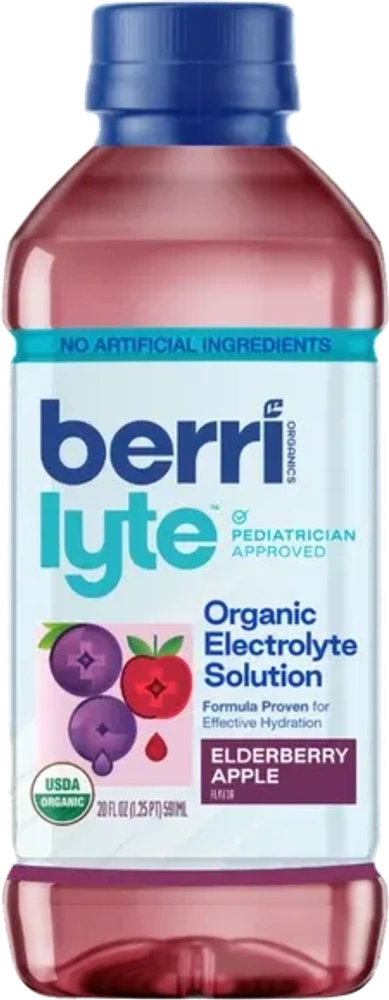 NO ARTIFICIAL INGREDIENTS
berri
ORGANICS
lyte™
PEDIATRICIAN
APPROVED
Organic
Electrolyte
Solution
Formula Proven for
Effective Hydration
ELDERBERRY
APPLE
FLAVOR
USDA
ORGANIC
20 FL OZ (1.25 PT) 591 ML